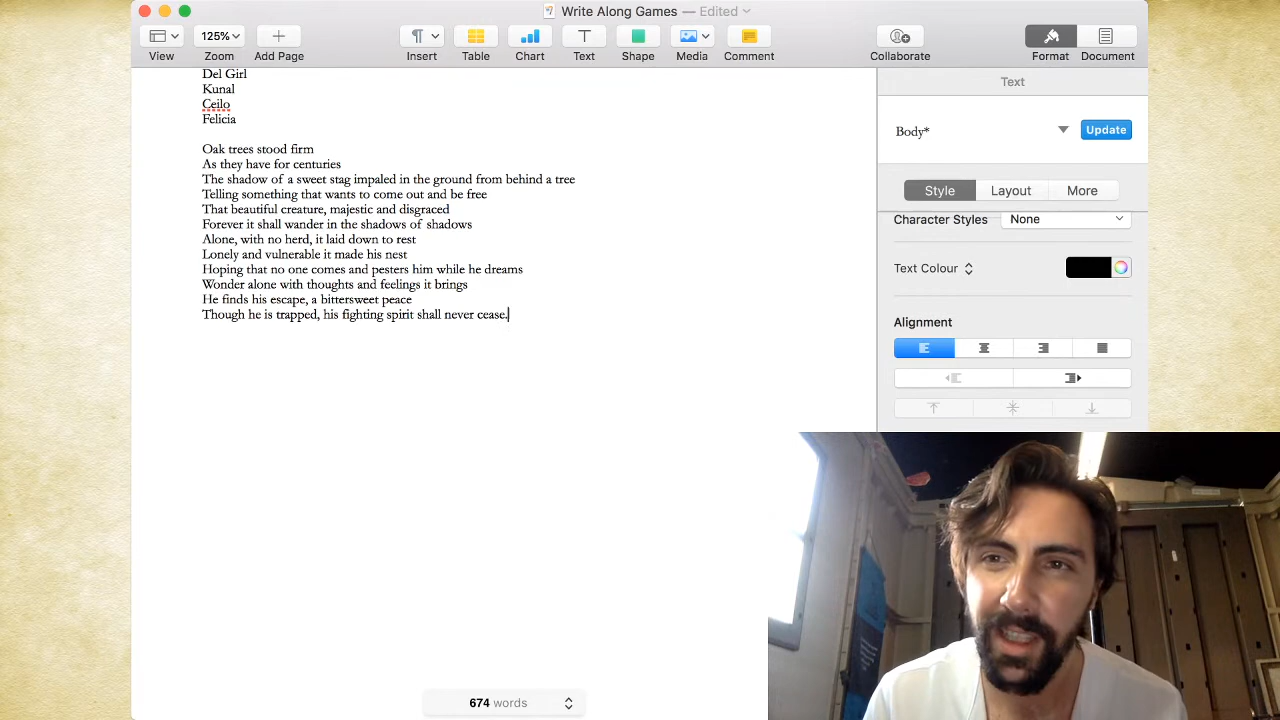 Write Along Games — Edited
125%
View
Zoom
Add Page
Insert
Table
Chart
Text
Shape
Media
Comment
Collaborate
Format
Document
Del Girl
Kunal
Ceilo
Felicia
Oak trees stood firm
As they have for centuries
The shadow of a sweet stag impaled in the ground from behind a tree
Telling something that wants to come out and be free
That beautiful creature, majestic and disgraced
Forever it shall wander in the shadows of shadows
Alone, with no herd, it laid down to rest
Lonely and vulnerable it made his nest
Hoping that no one comes and pesters him while he dreams
Wonder alone with thoughts and feelings it brings
He finds his escape, a bittersweet peace
Though he is trapped, his fighting spirit shall never cease.
674 words
Text
Body*
Update
Style
Layout
More
Character Styles
None
Text Colour
Alignment